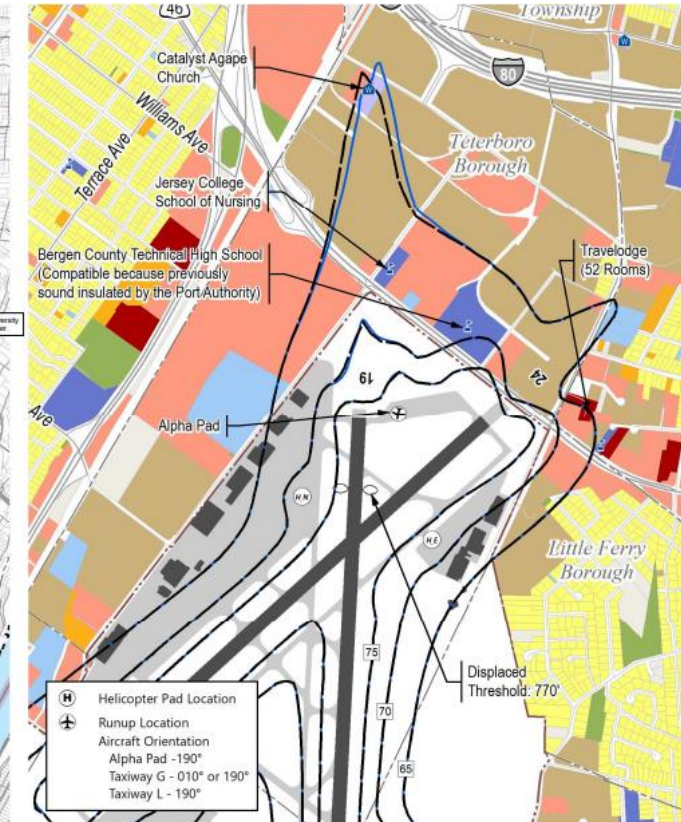 46
Township
80
Catalyst Agape
Church
Williams Ave
Terrace Ave
Teterboro
Borough
Jersey College
School of Nursing
Bergen County Technical High School
(Compatible because previously
sound insulated by the Port Authority)
Travelodge
(52 Rooms)
Ave
19
24
Alpha Pad
H.N
H.E
Little Ferry
Borough
75
70
65
Displaced
Threshold: 770'
H Helicopter Pad Location
Runup Location
Aircraft Orientation
Alpha Pad -190°
Taxiway G - 010° or 190°
Taxiway L - 190°